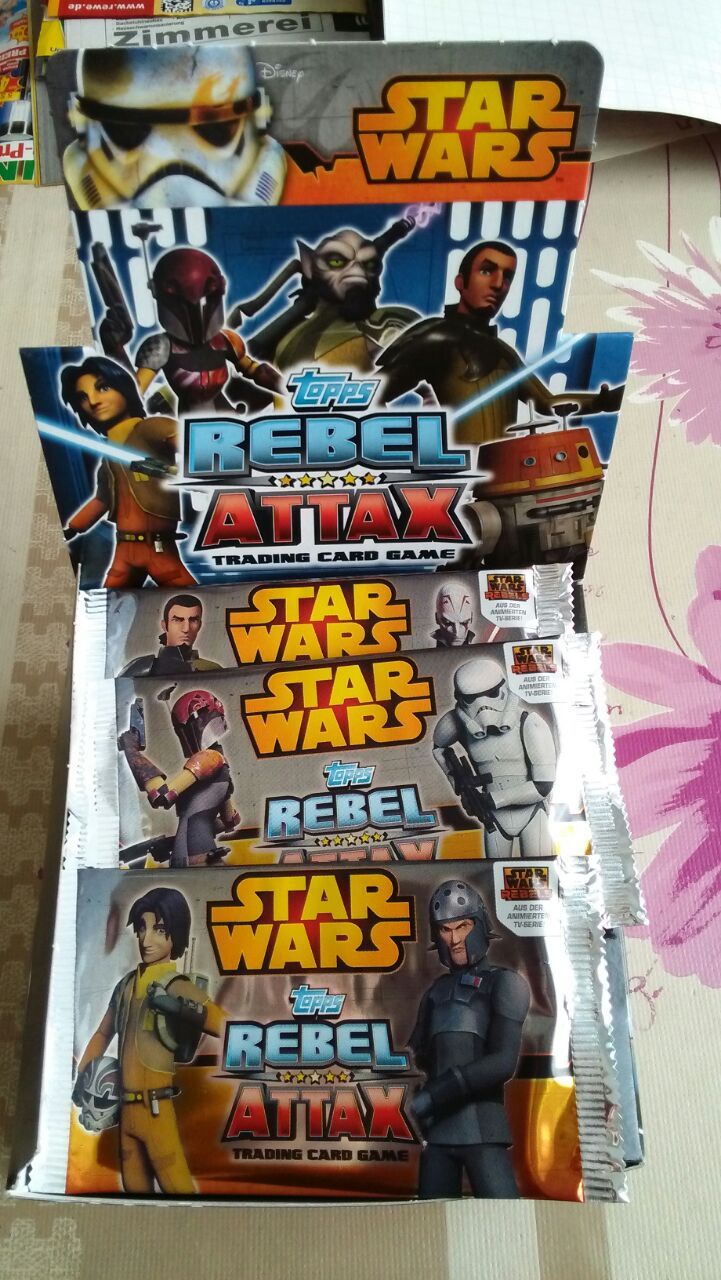 www.rewe.de
Zimmerei
Disney
STAR
WARS
topps
REBEL
ATTAX
TRADING CARD GAME
STAR
WARS
STAR
WARS
REBELS
AUS DER
ANIMIERTEN
TV-SERIE!
STAR
WARS
topps
REBEL
ATTAX
STAR
WARS
REBELS
AUS DER
ANIMIERTEN
TV-SERIE!
STAR
WARS
topps
REBEL
ATTAX
TRADING CARD GAME
STAR
WARS
REBELS
AUS DER
ANIMIERTEN
TV-SERIE!